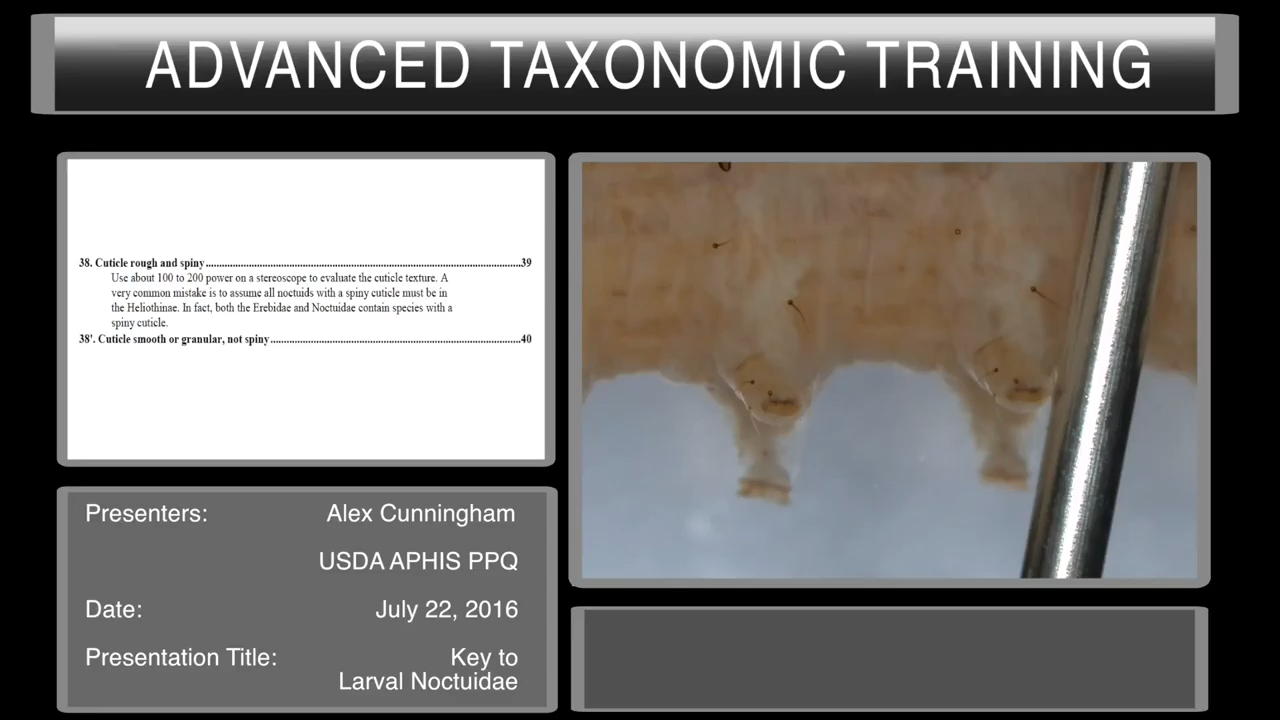 ADVANCED TAXONOMIC TRAINING
38. Cuticle rough and spiny....................39
Use about 100 to 200 power on a stereoscope to evaluate the cuticle texture. A
very common mistake is to assume all noctuids with a spiny cuticle must be in
the Heliothinae. In fact, both the Erebidae and Noctuidae contain species with a
spiny cuticle.
38'. Cuticle smooth or granular, not spiny....................40
Presenters: Alex Cunningham
USDA APHIS PPQ
Date: July 22, 2016
Presentation Title: Key to
Larval Noctuidae